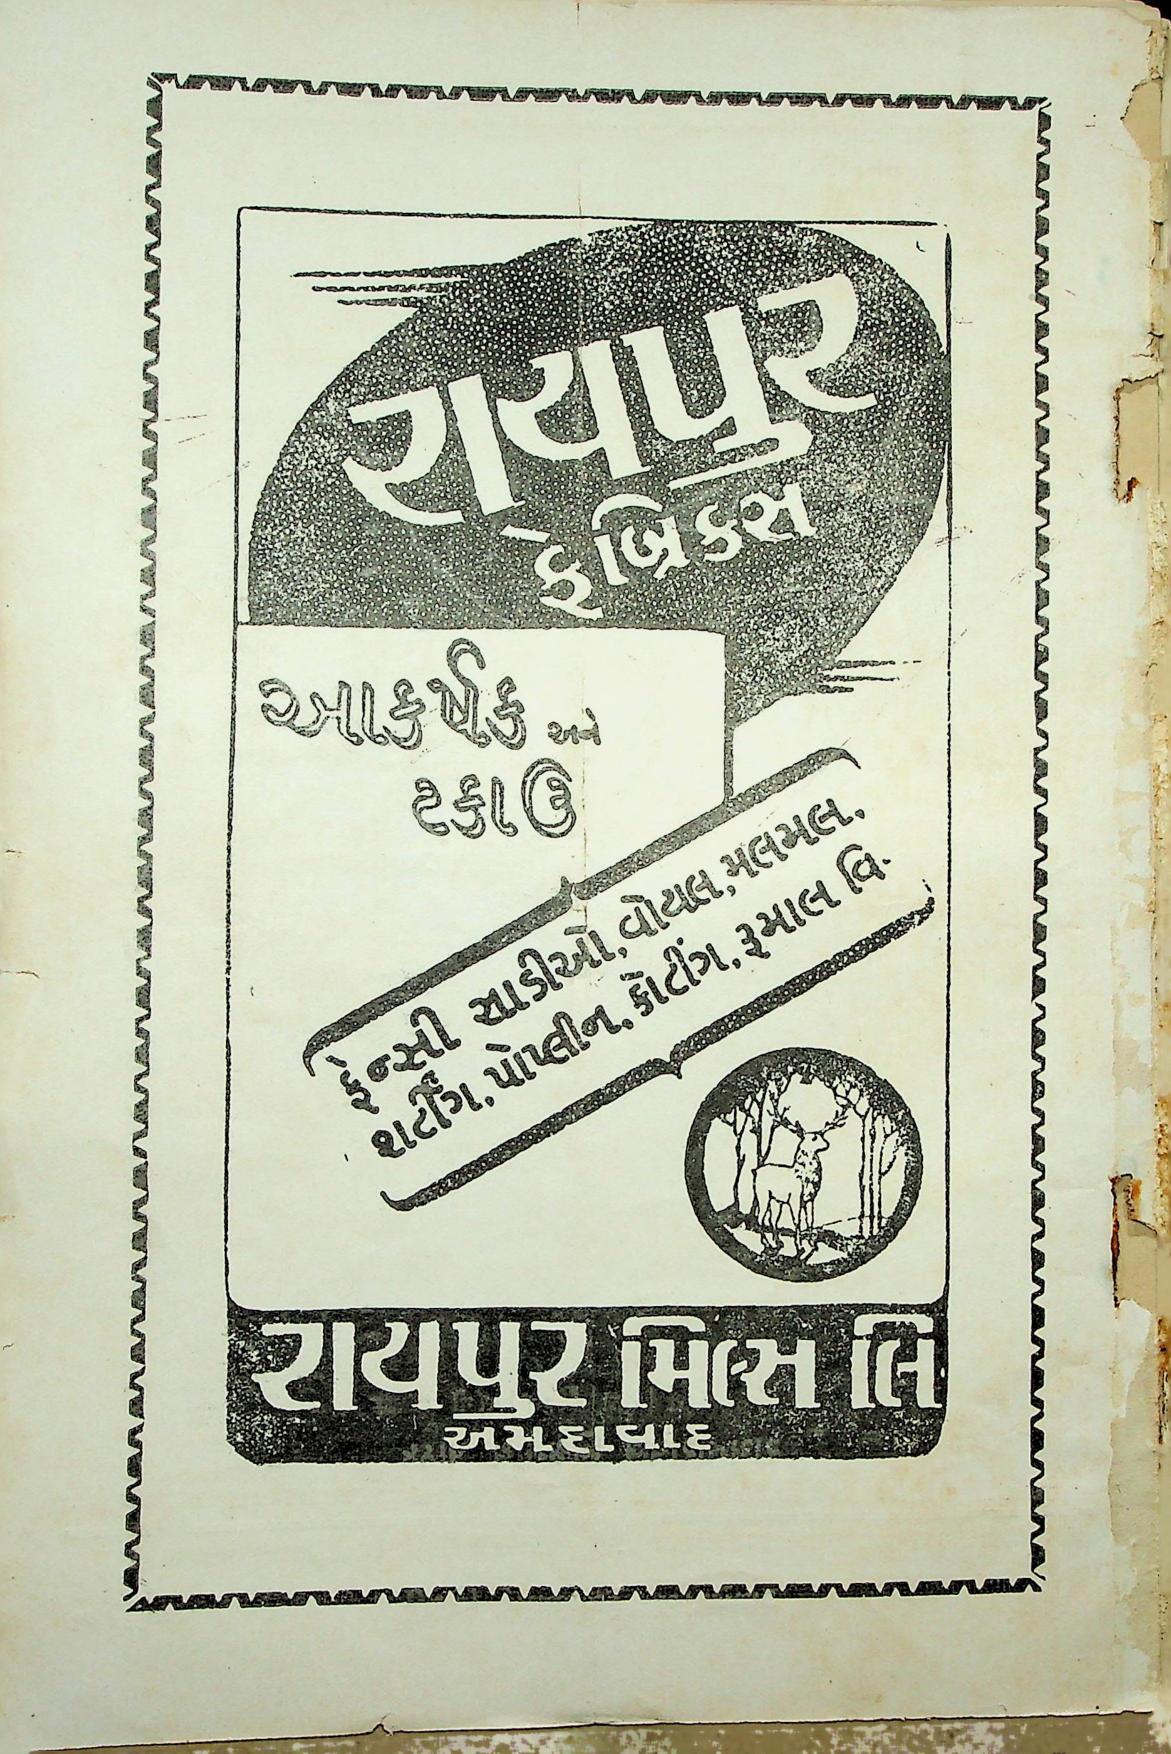 રાયપુર
ફેબ્રિક્સ
આકર્ષક અને
ટકાઉ
ફેન્સી સાડીઓ, વોયલ, મલમલ,
શર્ટીંગ, પોપ્લીન, કોટીંગ, રૂમાલ વિ.
રાયપુર મિલ્સ લિ.
અમદાવાદ